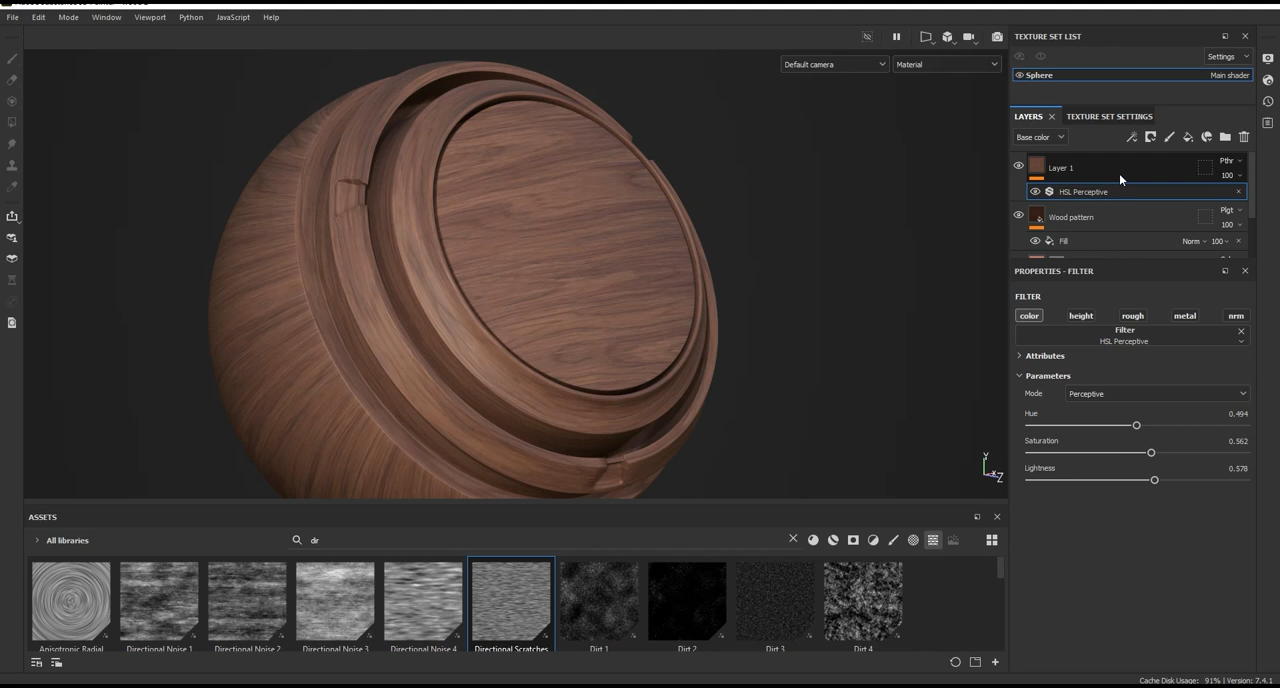 File Edit Mode Window Viewport Python JavaScript Help
Default camera Material
TEXTURE SET LIST
Settings
Sphere Main shader
LAYERS TEXTURE SET SETTINGS
Base color
Layer 1 Pthr 100
HSL Perceptive
Wood pattern Plgt 100
Fill Norm 100
PROPERTIES - FILTER
FILTER
color height rough metal nrm
Filter
HSL Perceptive
Attributes
Parameters
Mode Perceptive
Hue 0.494
Saturation 0.562
Lightness 0.578
Y
Z
ASSETS
All libraries dr
Anisotropic Radial Directional Noise 1 Directional Noise 2 Directional Noise 3 Directional Noise 4 Directional Scratches Dirt 1 Dirt 2 Dirt 3 Dirt 4
Cache Disk Usage: 91% | Version: 7.4.1